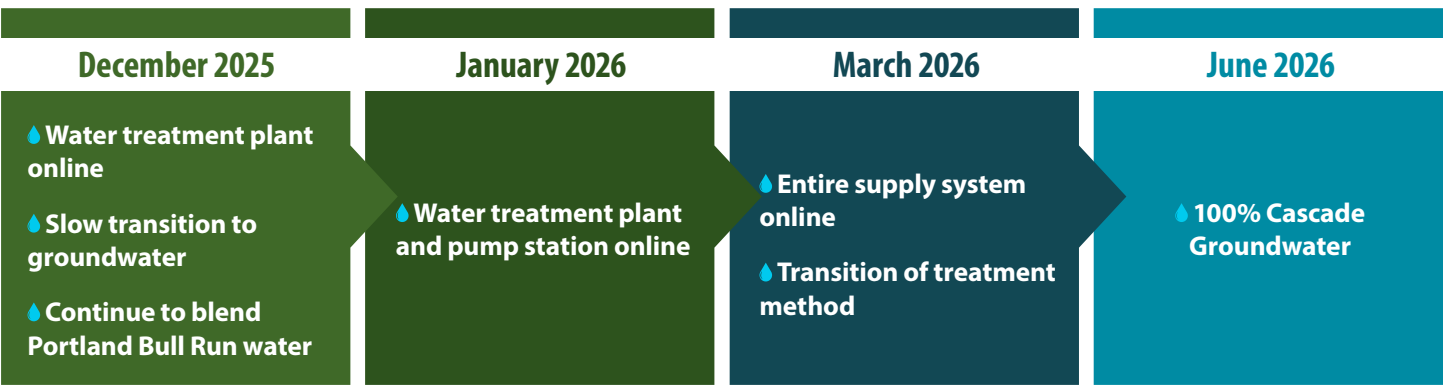 December 2025
Water treatment plant
online
Slow transition to
groundwater
Continue to blend
Portland Bull Run water
January 2026
Water treatment plant
and pump station online
March 2026
Entire supply system
online
Transition of treatment
method
June 2026
100% Cascade
Groundwater